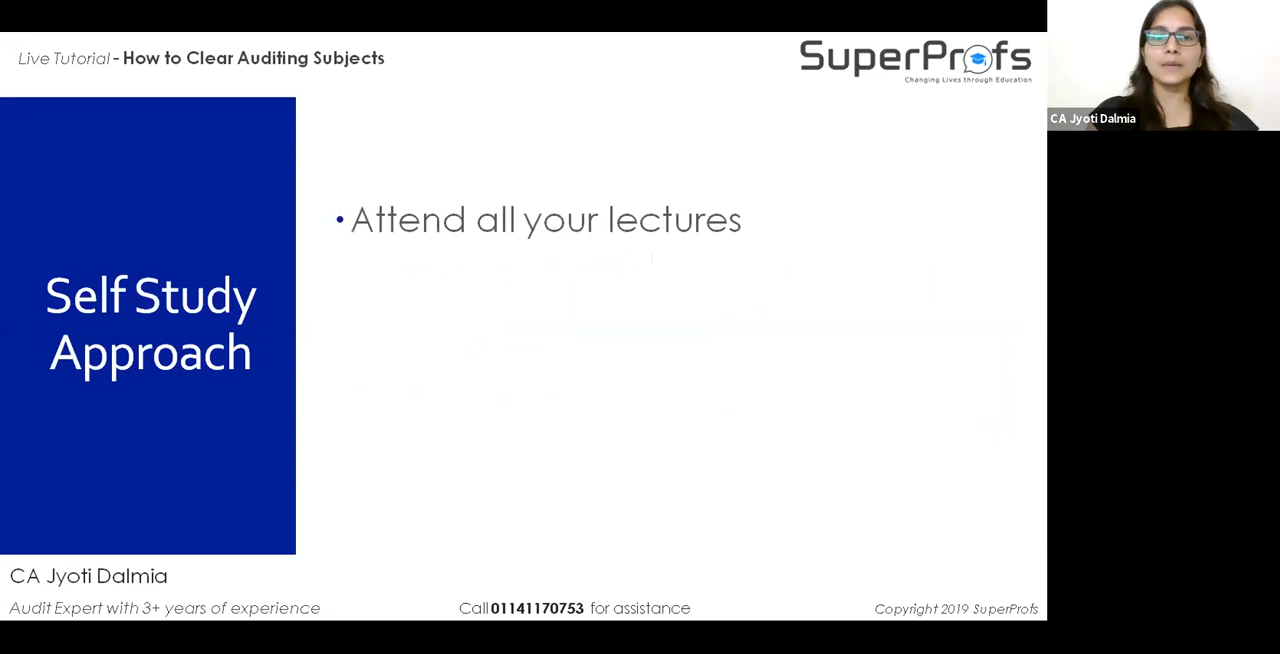 Live Tutorial - How to Clear Auditing Subjects
SuperProfs
Changing Lives through Education
CA Jyoti Dalmia
• Attend all your lectures
Self Study
Approach
CA Jyoti Dalmia
Audit Expert with 3+ years of experience
Call 01141170753 for assistance
Copyright 2019 SuperProfs